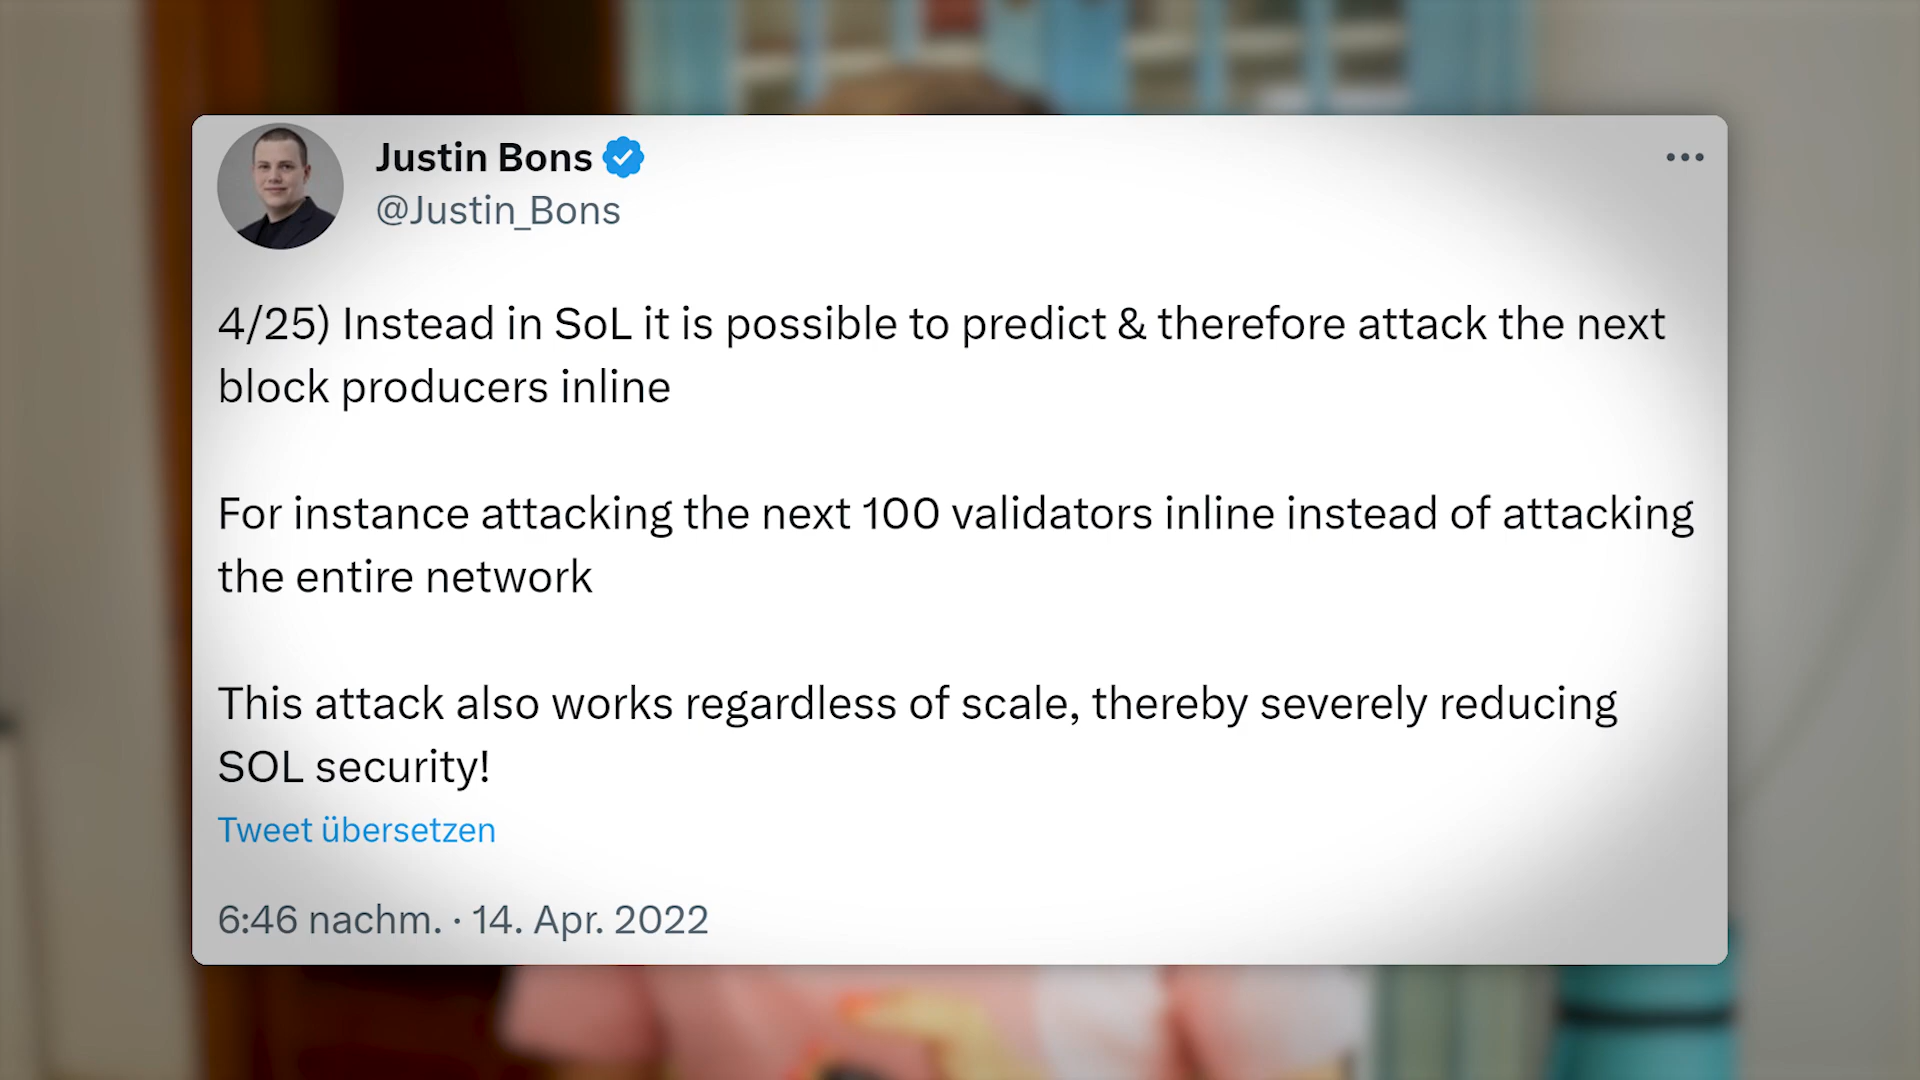 Justin Bons
@Justin_Bons
4/25) Instead in SoL it is possible to predict & therefore attack the next
block producers inline
For instance attacking the next 100 validators inline instead of attacking
the entire network
This attack also works regardless of scale, thereby severely reducing
SOL security!
Tweet übersetzen
6:46 nachm. · 14. Apr. 2022